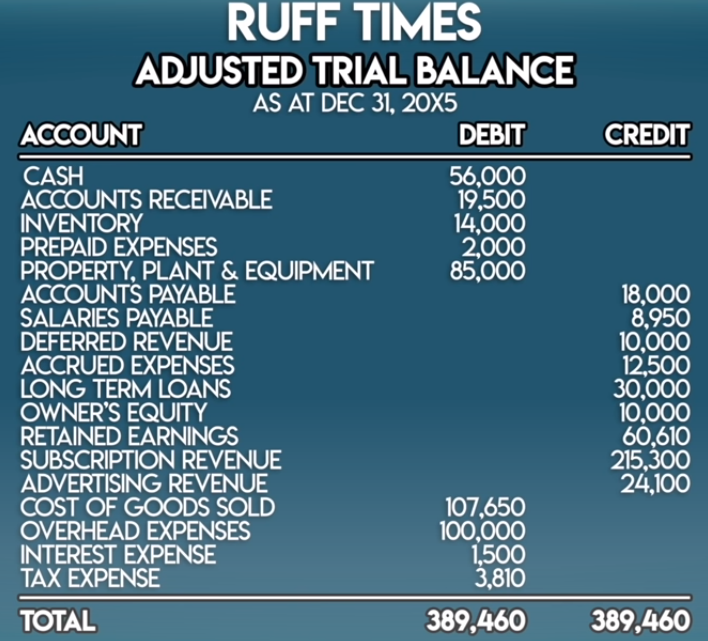 RUFF TIMES
ADJUSTED TRIAL BALANCE
AS AT DEC 31, 20X5
ACCOUNT DEBIT CREDIT
CASH 56,000
ACCOUNTS RECEIVABLE 19,500
INVENTORY 14,000
PREPAID EXPENSES 2,000
PROPERTY, PLANT & EQUIPMENT 85,000
ACCOUNTS PAYABLE 18,000
SALARIES PAYABLE 8,950
DEFERRED REVENUE 10,000
ACCRUED EXPENSES 12,500
LONG TERM LOANS 30,000
OWNER'S EQUITY 10,000
RETAINED EARNINGS 60,610
SUBSCRIPTION REVENUE 215,300
ADVERTISING REVENUE 24,100
COST OF GOODS SOLD 107,650
OVERHEAD EXPENSES 100,000
INTEREST EXPENSE 1,500
TAX EXPENSE 3,810
TOTAL 389,460 389,460